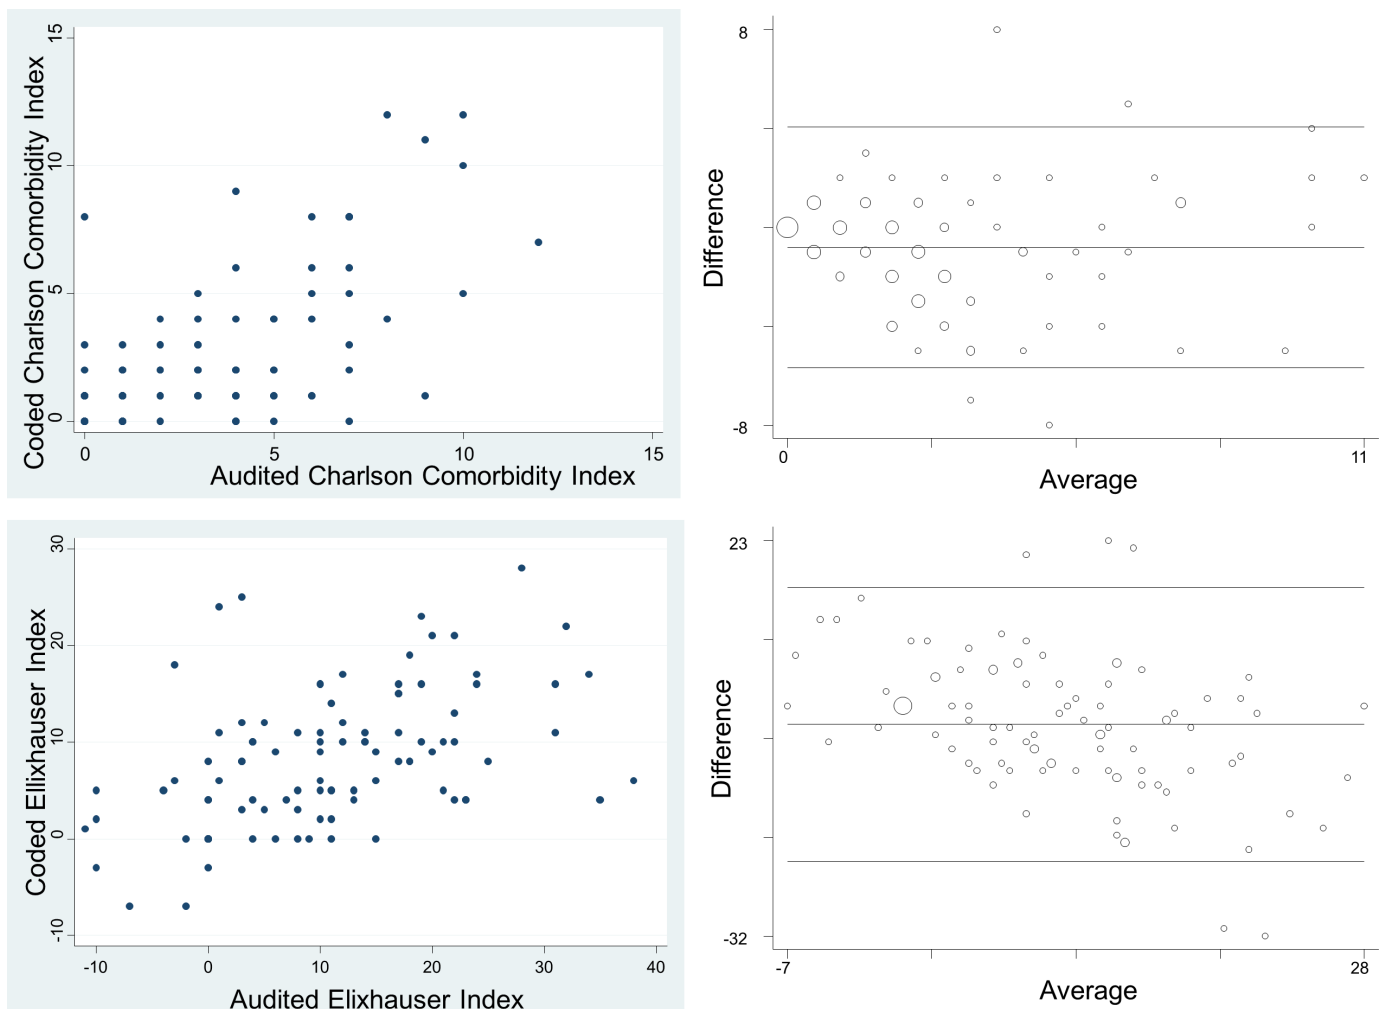 Coded Charlson Comorbidity Index
15
10
5
0
0 5 10 15
Audited Charlson Comorbidity Index
Difference
8
-8
0 11
Average
Coded Ellixhauser Index
30
20
10
0
-10
-10 0 10 20 30 40
Audited Elixhauser Index
Difference
23
-32
-7 28
Average